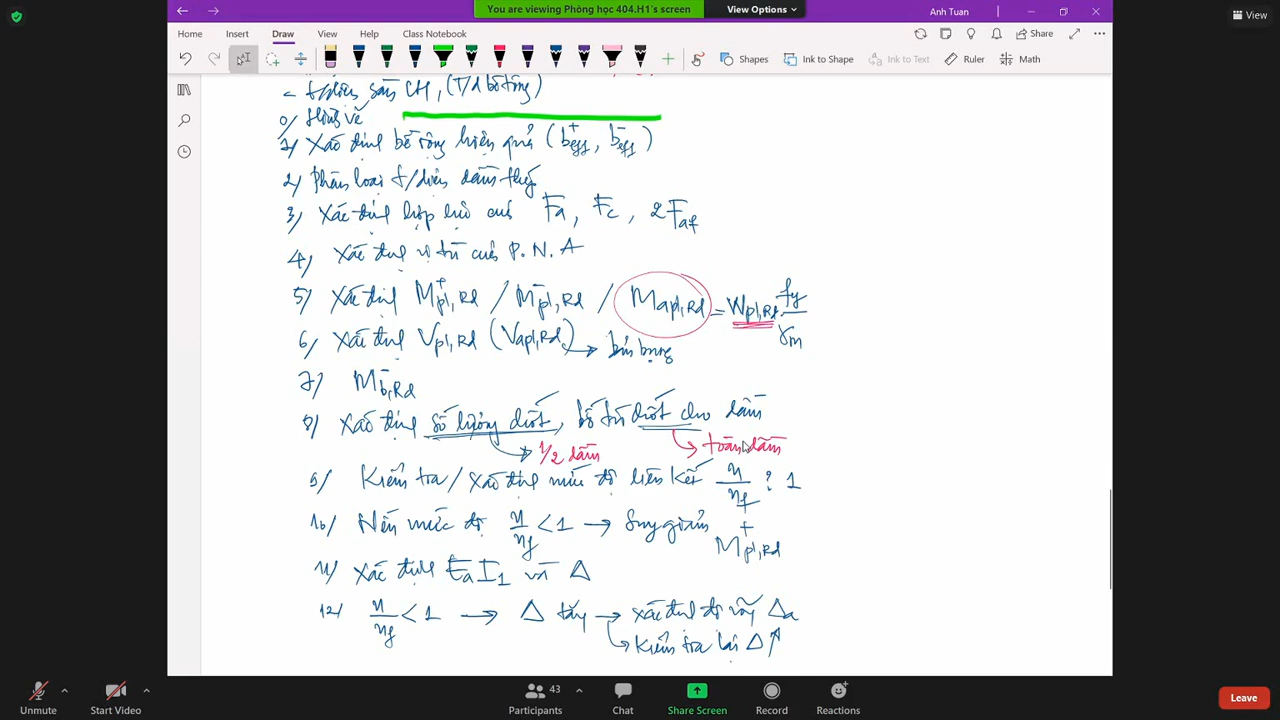 You are viewing Phòng học 404.H1's screen
View Options
View
Anh Tuan
Home Insert Draw View Help Class Notebook
Share
Shapes Ink to Shape Ink to Text Ruler Math
t/diện sàn CH, (T/d bê tông)
0/ Hình vẽ
1/ Xác định bề rộng hiệu quả (b⁺eff, b⁻eff)
2/ Phân loại t/diện dầm thép
3/ Xác định hợp lực của Fa, Fc, 2Faf
4/ Xác định vị trí của P.N.A
5/ Xác định M⁺pl,Rd / M⁻pl,Rd / Mapl,Rd = Wpl,Rd fy/γm
6/ Xác định Vpl,Rd (Vapl,Rd) → bản bụng
7/ M⁻b,Rd
8/ Xác định số lượng chốt, bố trí chốt cho dầm
→ 1/2 dầm → toàn dầm
9/ Kiểm tra/ xác định mức độ liên kết n/nf ? 1
10/ Nếu mức độ n/nf < 1 → Suy giảm M⁺pl,Rd
11/ Xác định EaI1 và Δ
12/ n/nf < 1 → Δ tăng → xác định độ võng Δa
→ Kiểm tra lại Δ↑
Unmute
Start Video
43
Participants
Chat
Share Screen
Record
Reactions
Leave